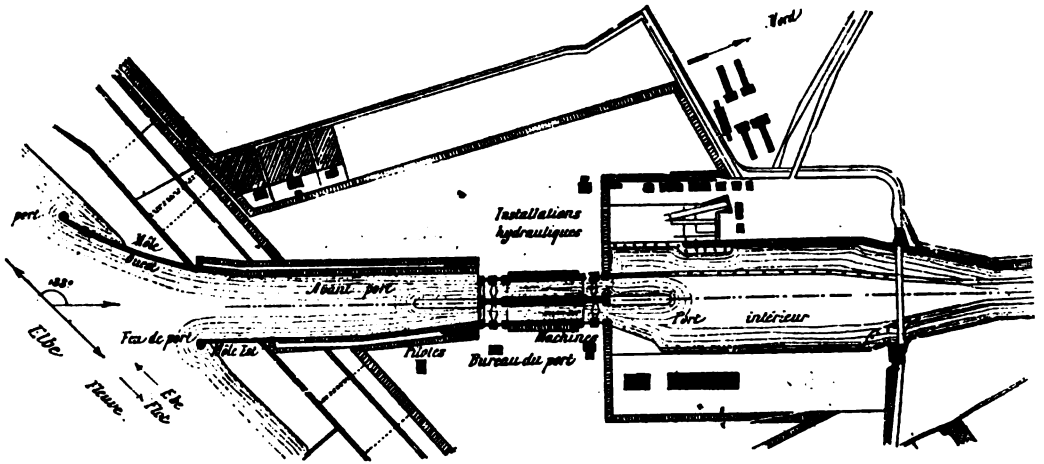 Nord
port.
Môle
Ouest
Avant port
Installations
hydrauliques
Port intérieur
Machines
Bureau du port
Pilotes
Feu de port
Môle Est
Elbe
Fleuve
Ebe
Flot